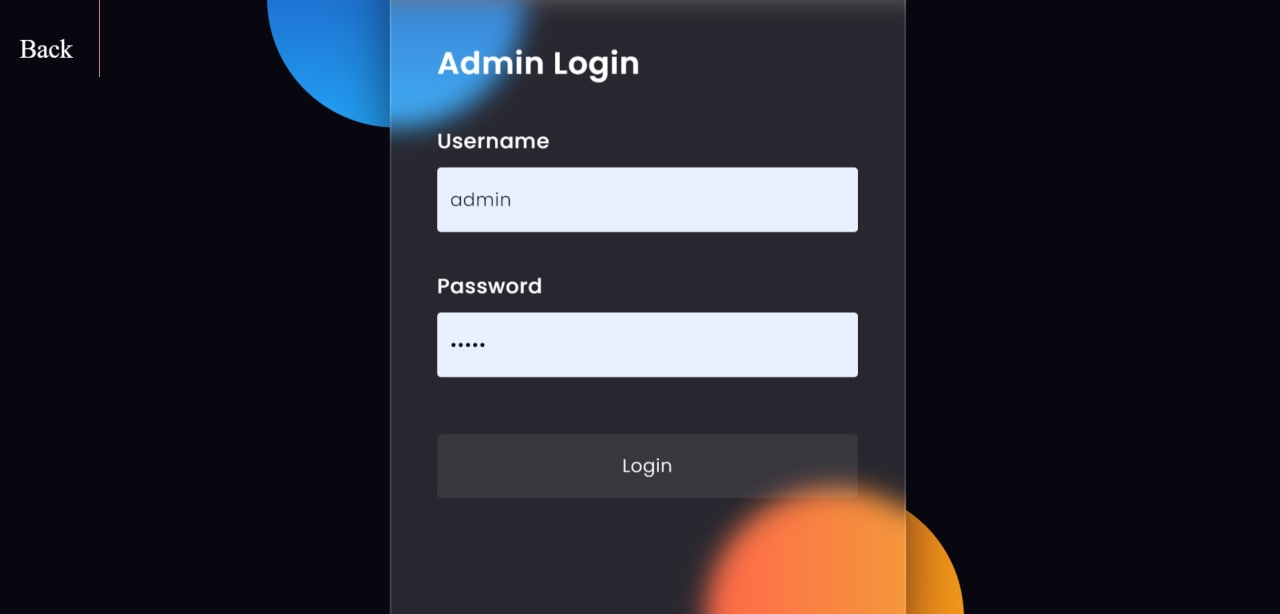 Back
Admin Login
Username
admin
Password
•••••
Login